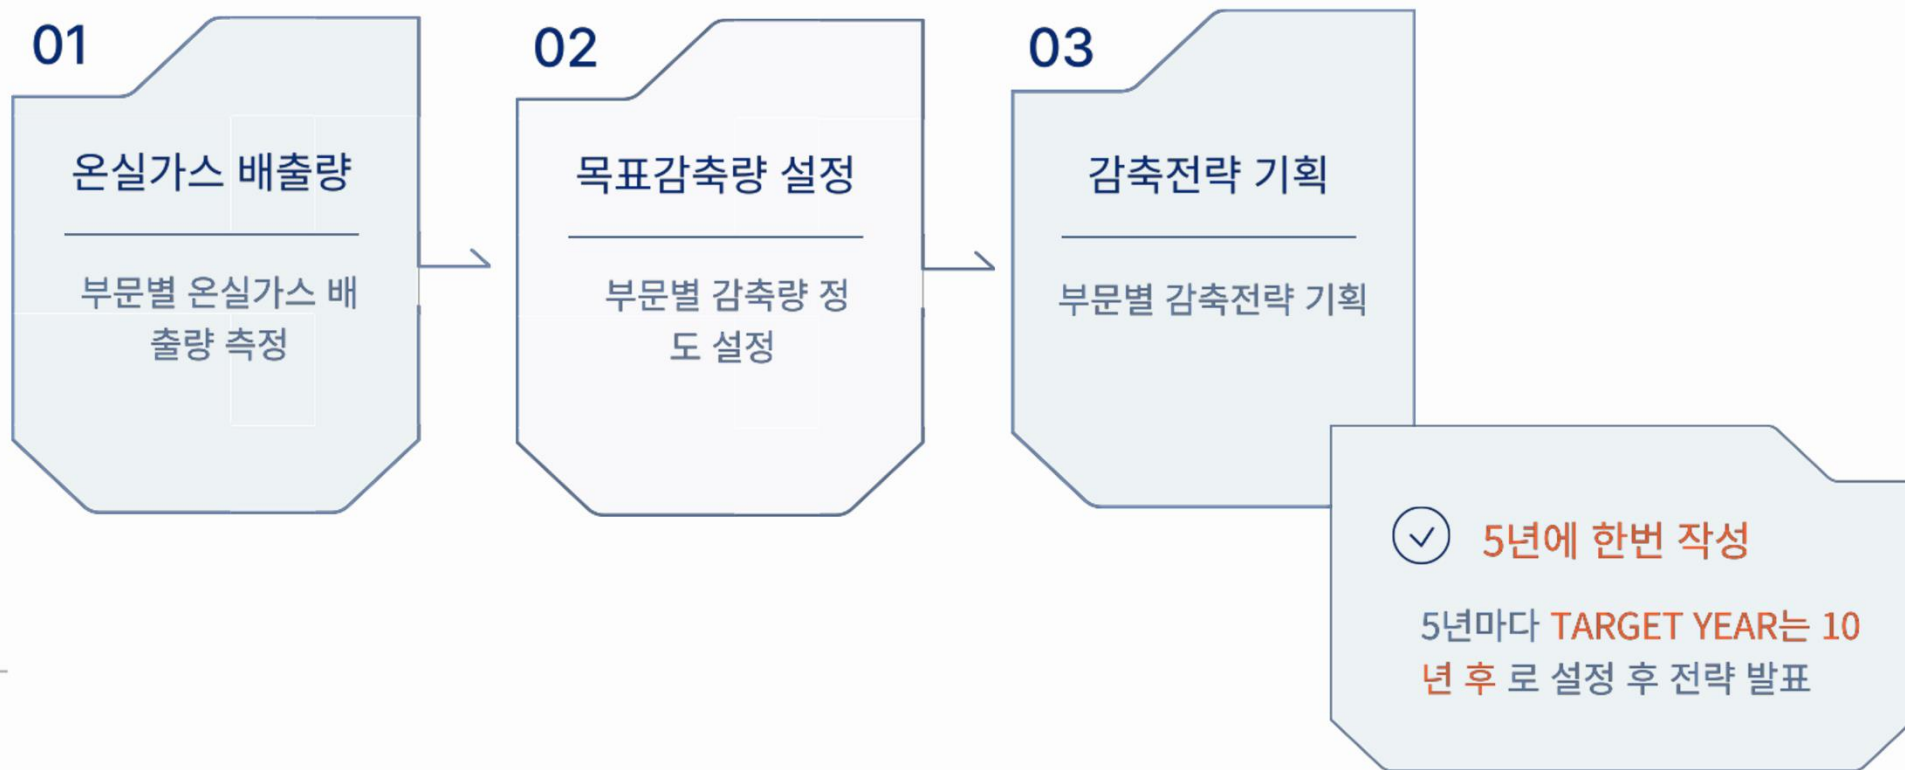 01
온실가스 배출량
부문별 온실가스 배
출량 측정
02
목표감축량 설정
부문별 감축량 정
도 설정
03
감축전략 기획
부문별 감축전략 기획
5년에 한번 작성
5년마다 TARGET YEAR는 10
년 후 로 설정 후 전략 발표